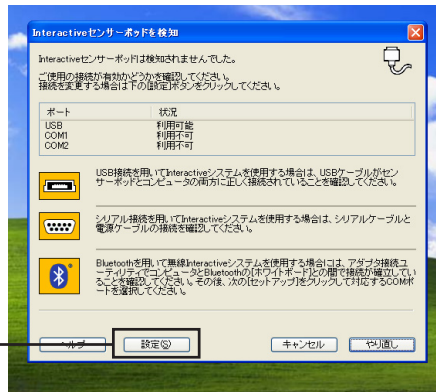 Interactiveセンサーボッドを検知
Interactiveセンサーボッドは検知されませんでした。
ご使用の接続が有効かどうかを確認してください。
接続を変更する場合は下の[設定]ボタンをクリックしてください。
ポート 状況
USB 利用可能
COM1 利用不可
COM2 利用不可
USB接続を用いてInteractiveシステムを使用する場合は、USBケーブルがセン
サーボッドとコンピュータの両方に正しく接続されていることを確認してください。
シリアル接続を用いてInteractiveシステムを使用する場合は、シリアルケーブルと
電源ケーブルの接続を確認してください。
Bluetoothを用いて無線Interactiveシステムを使用する場合には、アダプタ接続ユ
ーティリティでコンピュータとBluetoothの[ホワイトボード]との間で接続が確立してい
ることを確認してください。その後、次の[セットアップ]をクリックして対応するCOMポ
ートを選択してください。
ヘルプ 設定(S) キャンセル やり直し